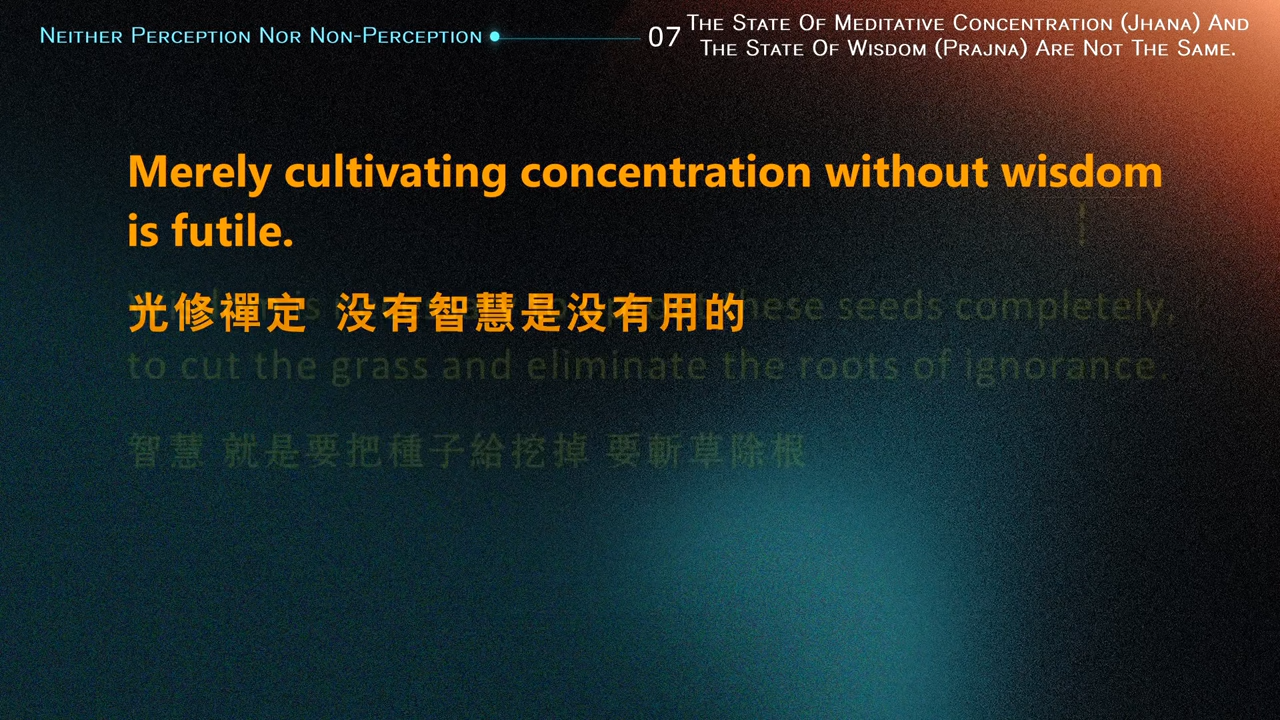 Neither Perception Nor Non-Perception
07 The State Of Meditative Concentration (Jhana) And
The State Of Wisdom (Prajna) Are Not The Same.
Merely cultivating concentration without wisdom
is futile.
光修禪定 没有智慧是没有用的
these seeds completely,
to cut the grass and eliminate the roots of ignorance.
智慧 就是要把種子給挖掉 要斬草除根